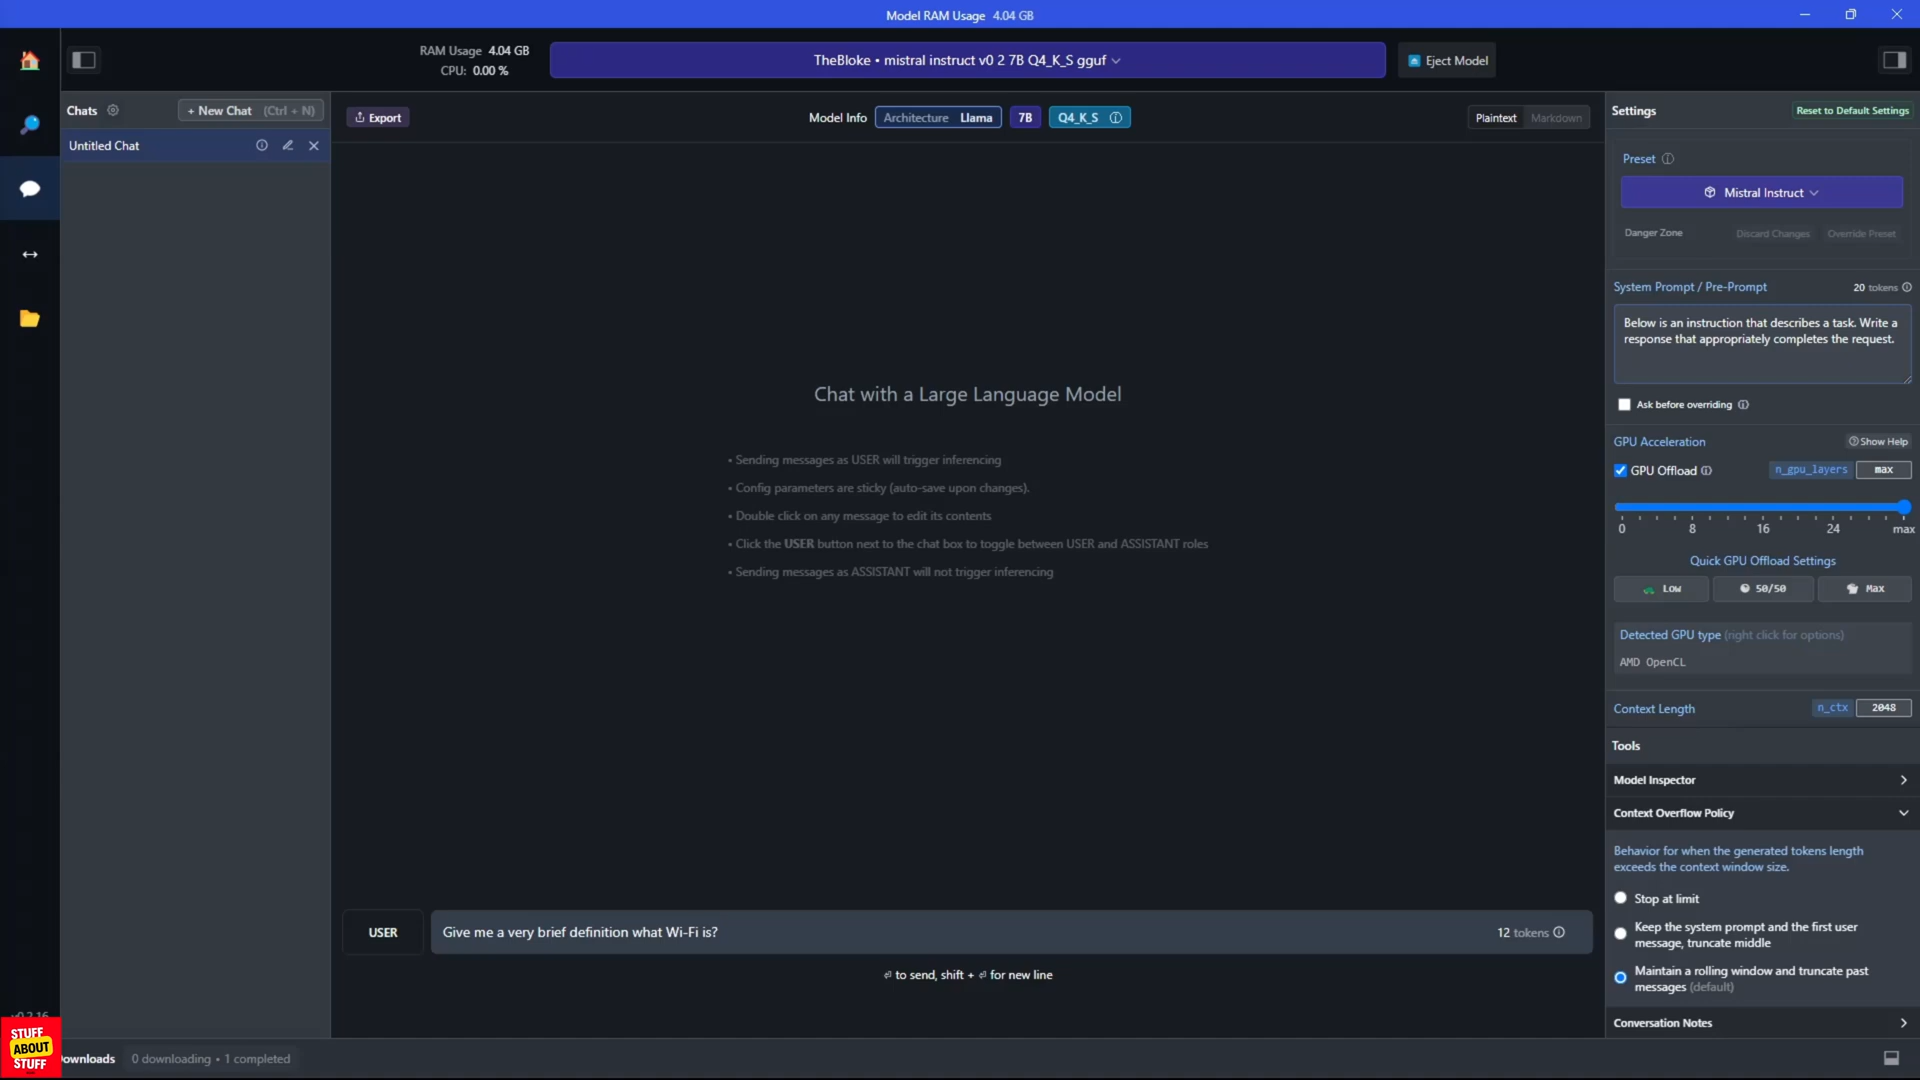 Model RAM Usage 4.04 GB
RAM Usage 4.04 GB
CPU: 0.00 %
TheBloke • mistral instruct v0 2 7B Q4_K_S gguf
Eject Model
Chats
+ New Chat (Ctrl + N)
Untitled Chat
Export
Model Info
Architecture Llama
7B
Q4_K_S
Plaintext
Markdown
Chat with a Large Language Model
• Sending messages as USER will trigger inferencing
• Config parameters are sticky (auto-save upon changes).
• Double click on any message to edit its contents
• Click the USER button next to the chat box to toggle between USER and ASSISTANT roles
• Sending messages as ASSISTANT will not trigger inferencing
USER
Give me a very brief definition what Wi-Fi is?
12 tokens
⏎ to send, shift + ⏎ for new line
Settings
Reset to Default Settings
Preset
Mistral Instruct
Danger Zone
Discard Changes
Override Preset
System Prompt / Pre-Prompt
20 tokens
Below is an instruction that describes a task. Write a
response that appropriately completes the request.
Ask before overriding
GPU Acceleration
Show Help
GPU Offload
n_gpu_layers
max
0 8 16 24 max
Quick GPU Offload Settings
Low
50/50
Max
Detected GPU type (right click for options)
AMD OpenCL
Context Length
n_ctx
2048
Tools
Model Inspector
Context Overflow Policy
Behavior for when the generated tokens length
exceeds the context window size.
Stop at limit
Keep the system prompt and the first user
message, truncate middle
Maintain a rolling window and truncate past
messages (default)
Conversation Notes
STUFF
ABOUT
STUFF
0 downloading • 1 completed